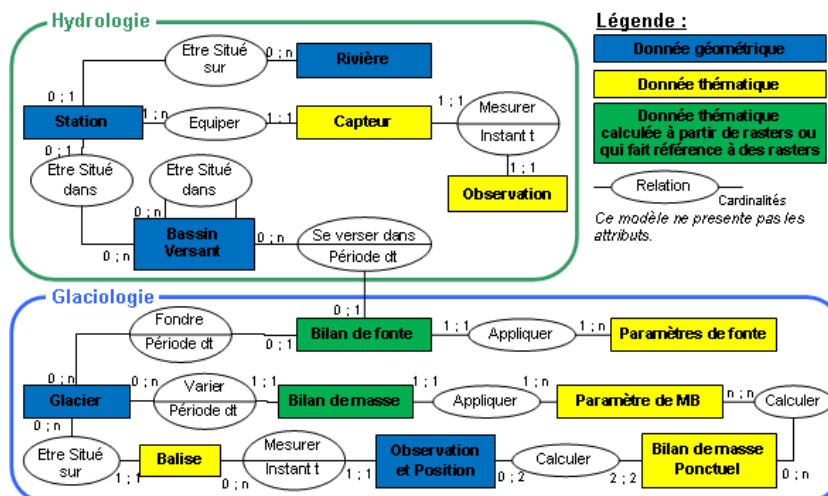 Hydrologie
Légende :
Etre Situé
sur
0 ; n
Rivière
Donnée géométrique
0 ; 1
Donnée thématique
Station
1 ; n
Equiper
1 ; 1
Capteur
1 ; 1
Mesurer
Instant t
Donnée thématique
calculée à partir de rasters ou
qui fait référence à des rasters
0 ; 1
Etre Situé
dans
Etre Situé
dans
1 ; 1
Observation
Relation
Cardinalités
Ce modèle ne presente pas les
attributs.
0 ; n
0 ; n
Bassin
Versant
0 ; n
Se verser dans
Période dt
0 ; n
Glaciologie
0 ; 1
Fondre
Période dt
0 ; 1
Bilan de fonte
1 ; 1
Appliquer
1 ; n
Paramètres de fonte
0 ; n
Glacier
0 ; n
Varier
Période dt
1 ; 1
Bilan de masse
1 ; 1
Appliquer
1 ; n
Paramètre de MB
n ; n
Calculer
0 ; n
Etre Situé
sur
1 ; 1
Balise
0 ; n
Mesurer
Instant t
1 ; 1
Observation
et Position
0 ; 2
Calculer
2 ; 2
Bilan de masse
Ponctuel
0 ; n